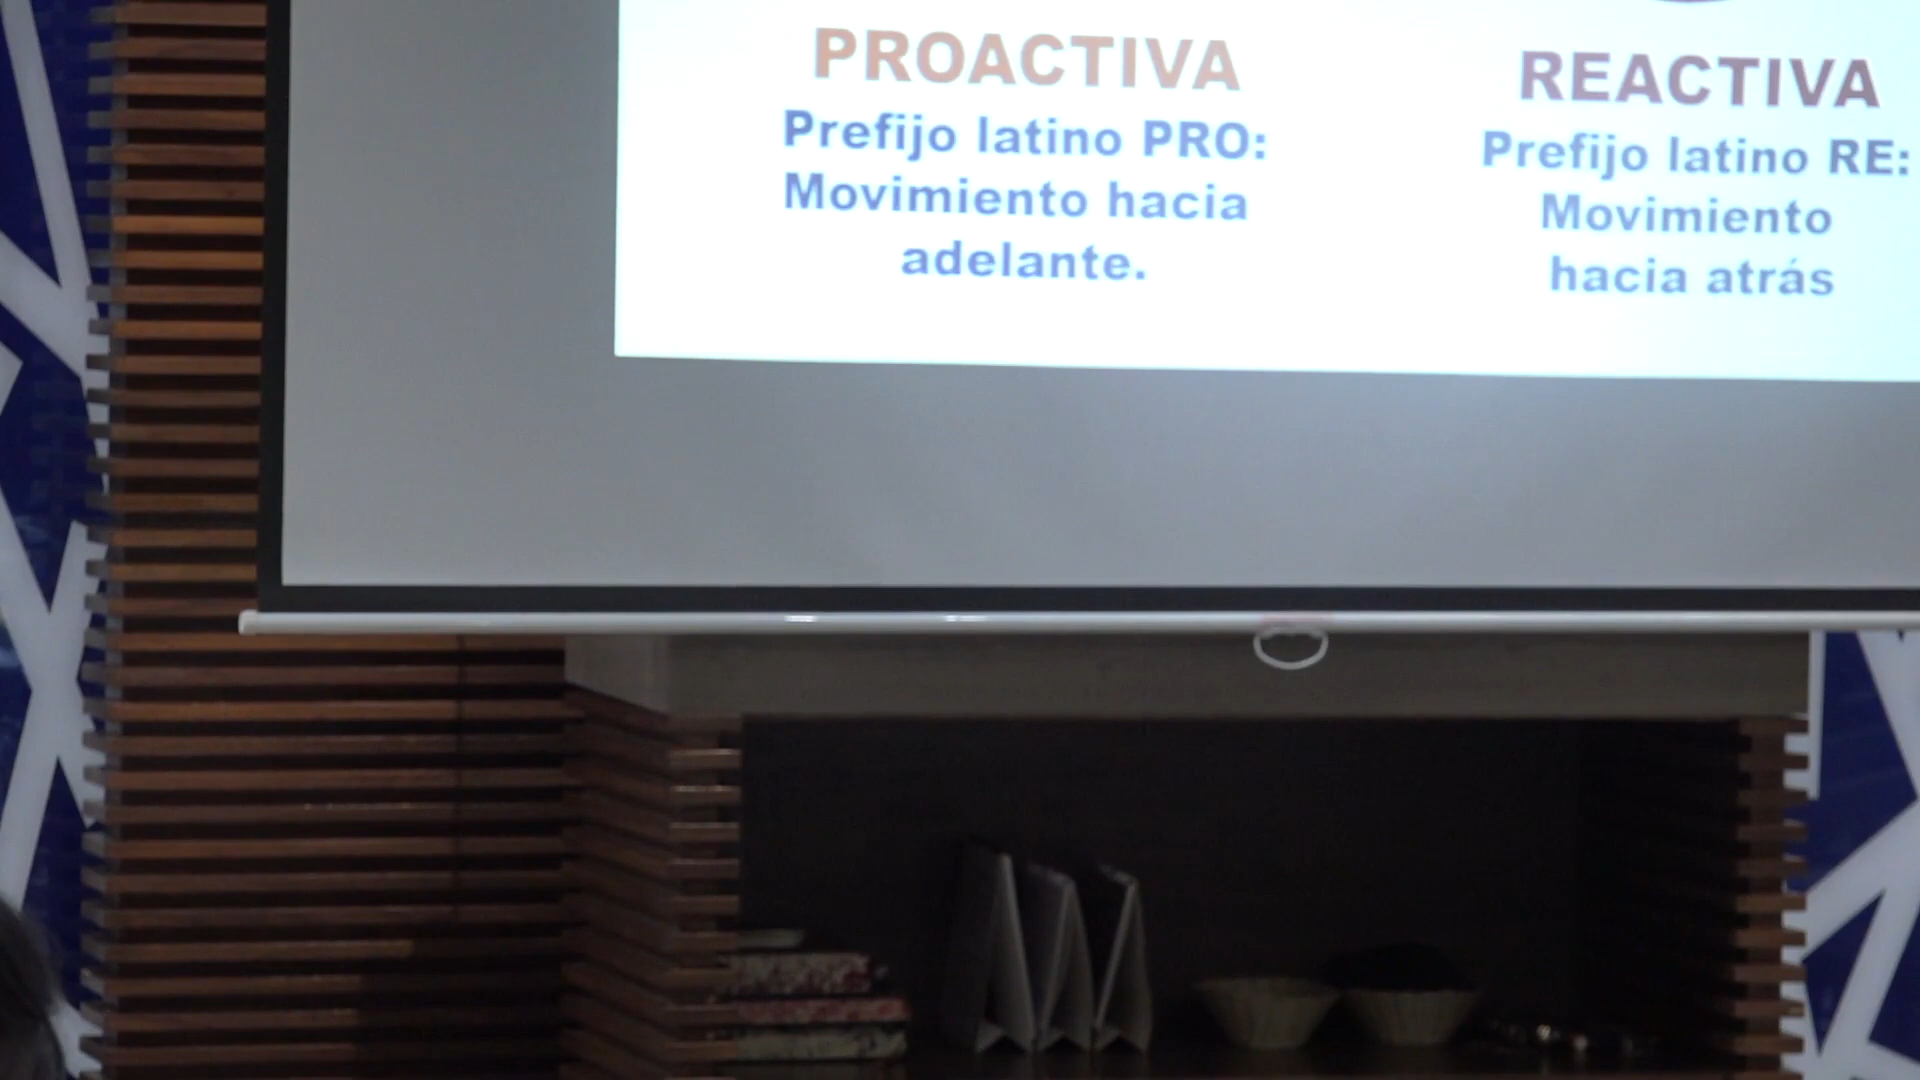 PROACTIVA
Prefijo latino PRO:
Movimiento hacia
adelante.
REACTIVA
Prefijo latino RE:
Movimiento
hacia atrás